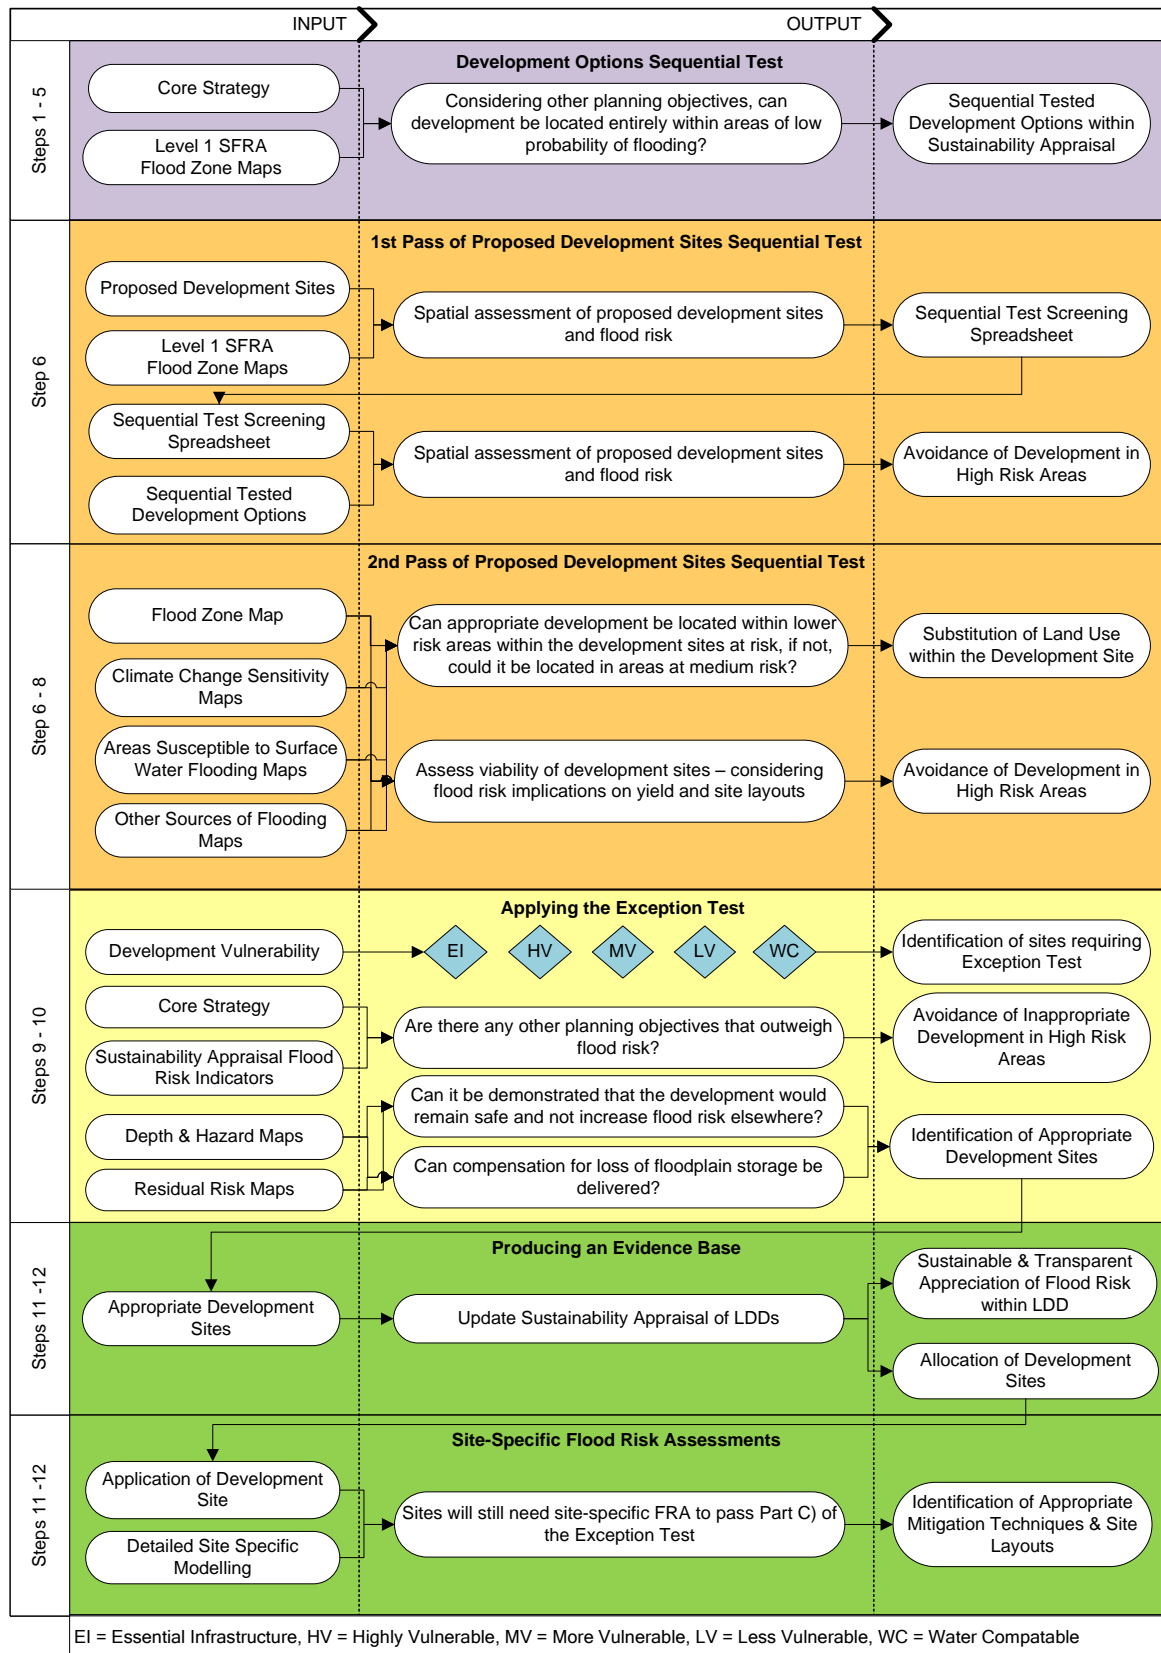 INPUT
OUTPUT
Steps 1 - 5
Development Options Sequential Test
Core Strategy
Level 1 SFRA
Flood Zone Maps
Considering other planning objectives, can
development be located entirely within areas of low
probability of flooding?
Sequential Tested
Development Options within
Sustainability Appraisal
Step 6
1st Pass of Proposed Development Sites Sequential Test
Proposed Development Sites
Level 1 SFRA
Flood Zone Maps
Spatial assessment of proposed development sites
and flood risk
Sequential Test Screening
Spreadsheet
Sequential Test Screening
Spreadsheet
Sequential Tested
Development Options
Spatial assessment of proposed development sites
and flood risk
Avoidance of Development in
High Risk Areas
Step 6 - 8
2nd Pass of Proposed Development Sites Sequential Test
Flood Zone Map
Climate Change Sensitivity
Maps
Areas Susceptible to Surface
Water Flooding Maps
Other Sources of Flooding
Maps
Can appropriate development be located within lower
risk areas within the development sites at risk, if not,
could it be located in areas at medium risk?
Substitution of Land Use
within the Development Site
Assess viability of development sites – considering
flood risk implications on yield and site layouts
Avoidance of Development in
High Risk Areas
Steps 9 - 10
Applying the Exception Test
Development Vulnerability
EI
HV
MV
LV
WC
Identification of sites requiring
Exception Test
Core Strategy
Sustainability Appraisal Flood
Risk Indicators
Are there any other planning objectives that outweigh
flood risk?
Avoidance of Inappropriate
Development in High Risk
Areas
Depth & Hazard Maps
Residual Risk Maps
Can it be demonstrated that the development would
remain safe and not increase flood risk elsewhere?
Can compensation for loss of floodplain storage be
delivered?
Identification of Appropriate
Development Sites
Steps 11 -12
Producing an Evidence Base
Appropriate Development
Sites
Update Sustainability Appraisal of LDDs
Sustainable & Transparent
Appreciation of Flood Risk
within LDD
Allocation of Development
Sites
Steps 11 -12
Site-Specific Flood Risk Assessments
Application of Development
Site
Detailed Site Specific
Modelling
Sites will still need site-specific FRA to pass Part C) of
the Exception Test
Identification of Appropriate
Mitigation Techniques & Site
Layouts
EI = Essential Infrastructure, HV = Highly Vulnerable, MV = More Vulnerable, LV = Less Vulnerable, WC = Water Compatable